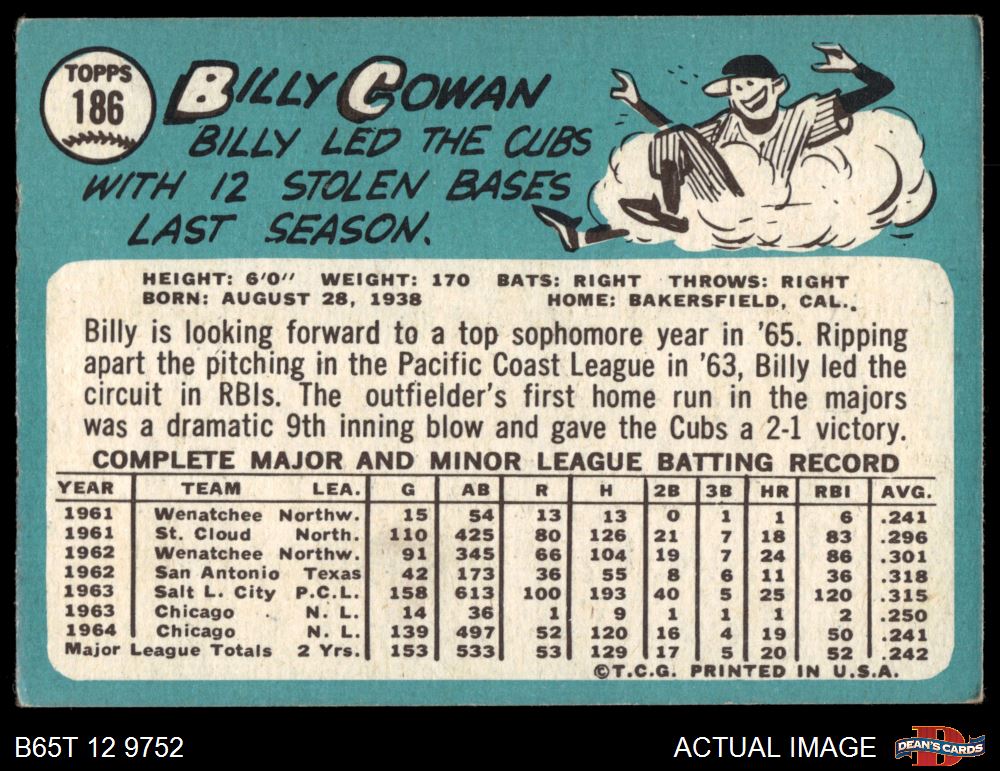 TOPPS
186
BILLY COWAN
BILLY LED THE CUBS
WITH 12 STOLEN BASES
LAST SEASON.
HEIGHT: 6'0" WEIGHT: 170 BATS: RIGHT THROWS: RIGHT
BORN: AUGUST 28, 1938 HOME: BAKERSFIELD, CAL.
Billy is looking forward to a top sophomore year in '65. Ripping
apart the pitching in the Pacific Coast League in '63, Billy led the
circuit in RBIs. The outfielder's first home run in the majors
was a dramatic 9th inning blow and gave the Cubs a 2-1 victory.
COMPLETE MAJOR AND MINOR LEAGUE BATTING RECORD
YEAR TEAM LEA. G AB R H 2B 3B HR RBI AVG.
1961 Wenatchee Northw. 15 54 13 13 0 1 1 6 .241
1961 St. Cloud North. 110 425 80 126 21 7 18 83 .296
1962 Wenatchee Northw. 91 345 66 104 19 7 24 86 .301
1962 San Antonio Texas 42 173 36 55 8 6 11 36 .318
1963 Salt L. City P.C.L. 158 613 100 193 40 5 25 120 .315
1963 Chicago N. L. 14 36 1 9 1 1 1 2 .250
1964 Chicago N. L. 139 497 52 120 16 4 19 50 .241
Major League Totals 2 Yrs. 153 533 53 129 17 5 20 52 .242
©T.C.G. PRINTED IN U.S.A.
B65T 12 9752
ACTUAL IMAGE
D
DEAN'S CARDS